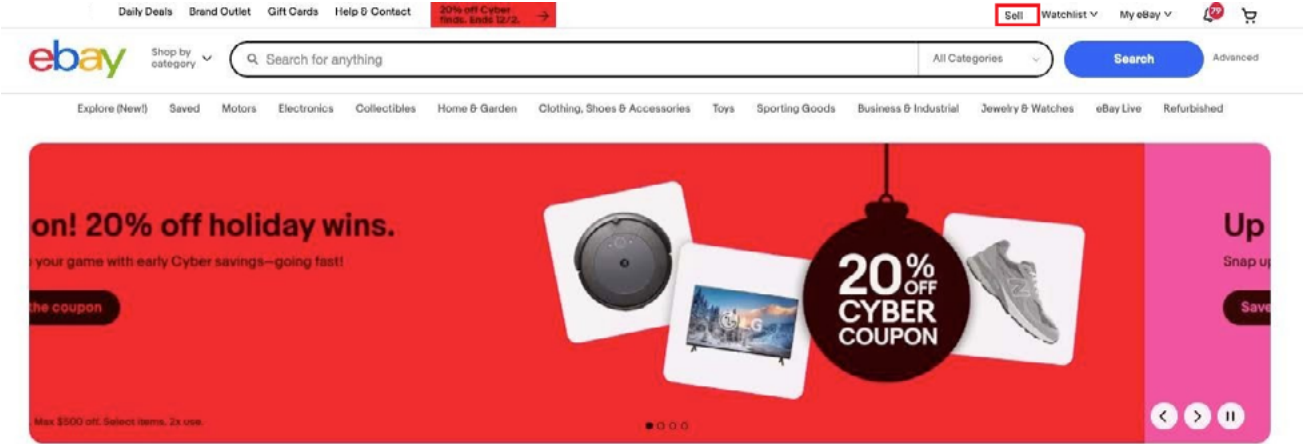 Daily Deals Brand Outlet Gift Cards Help & Contact
20% off Cyber
finds. Ends 12/2.
Sell Watchlist My eBay 79
ebay
Shop by
category
Search for anything
All Categories
Search
Advanced
Explore (New!) Saved Motors Electronics Collectibles Home & Garden Clothing, Shoes & Accessories Toys Sporting Goods Business & Industrial Jewelry & Watches eBay Live Refurbished
on! 20% off holiday wins.
your game with early Cyber savings—going fast!
the coupon
. Max $500 off. Select items. 2x use.
LG
N
20% OFF
CYBER
COUPON
Up
Snap up
Save